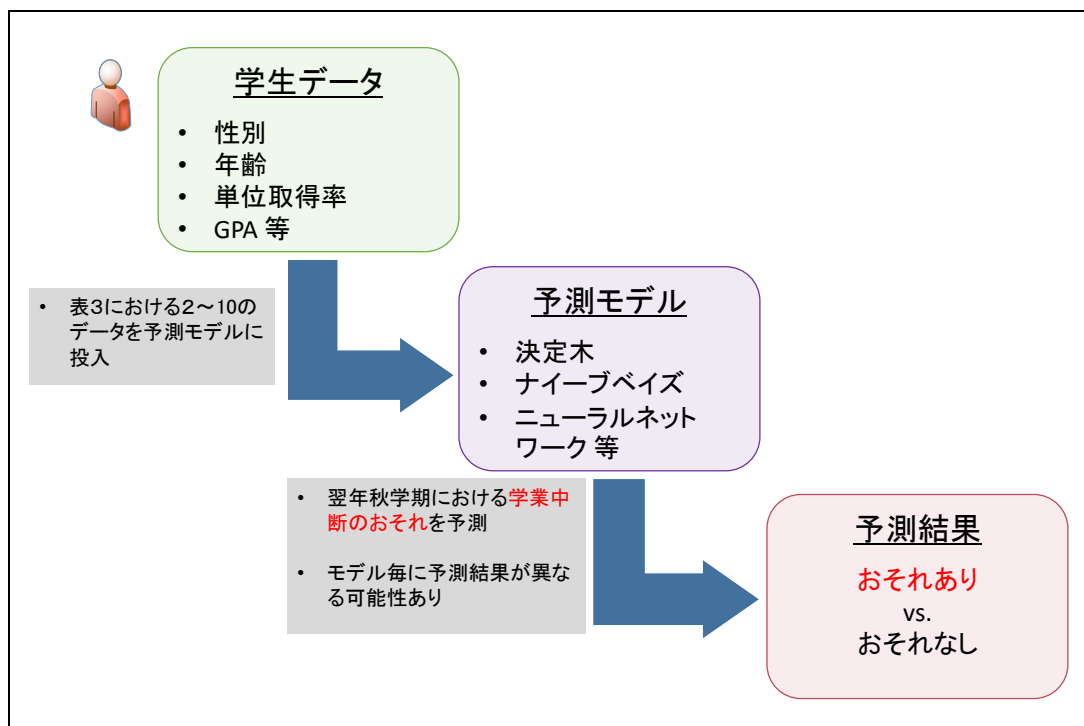 学生データ
• 性別
• 年齢
• 単位取得率
• GPA 等
• 表3における2～10の
データを予測モデルに
投入
予測モデル
• 決定木
• ナイーブベイズ
• ニューラルネット
ワーク 等
• 翌年秋学期における学業中
断のおそれを予測
• モデル毎に予測結果が異な
る可能性あり
予測結果
おそれあり
vs.
おそれなし